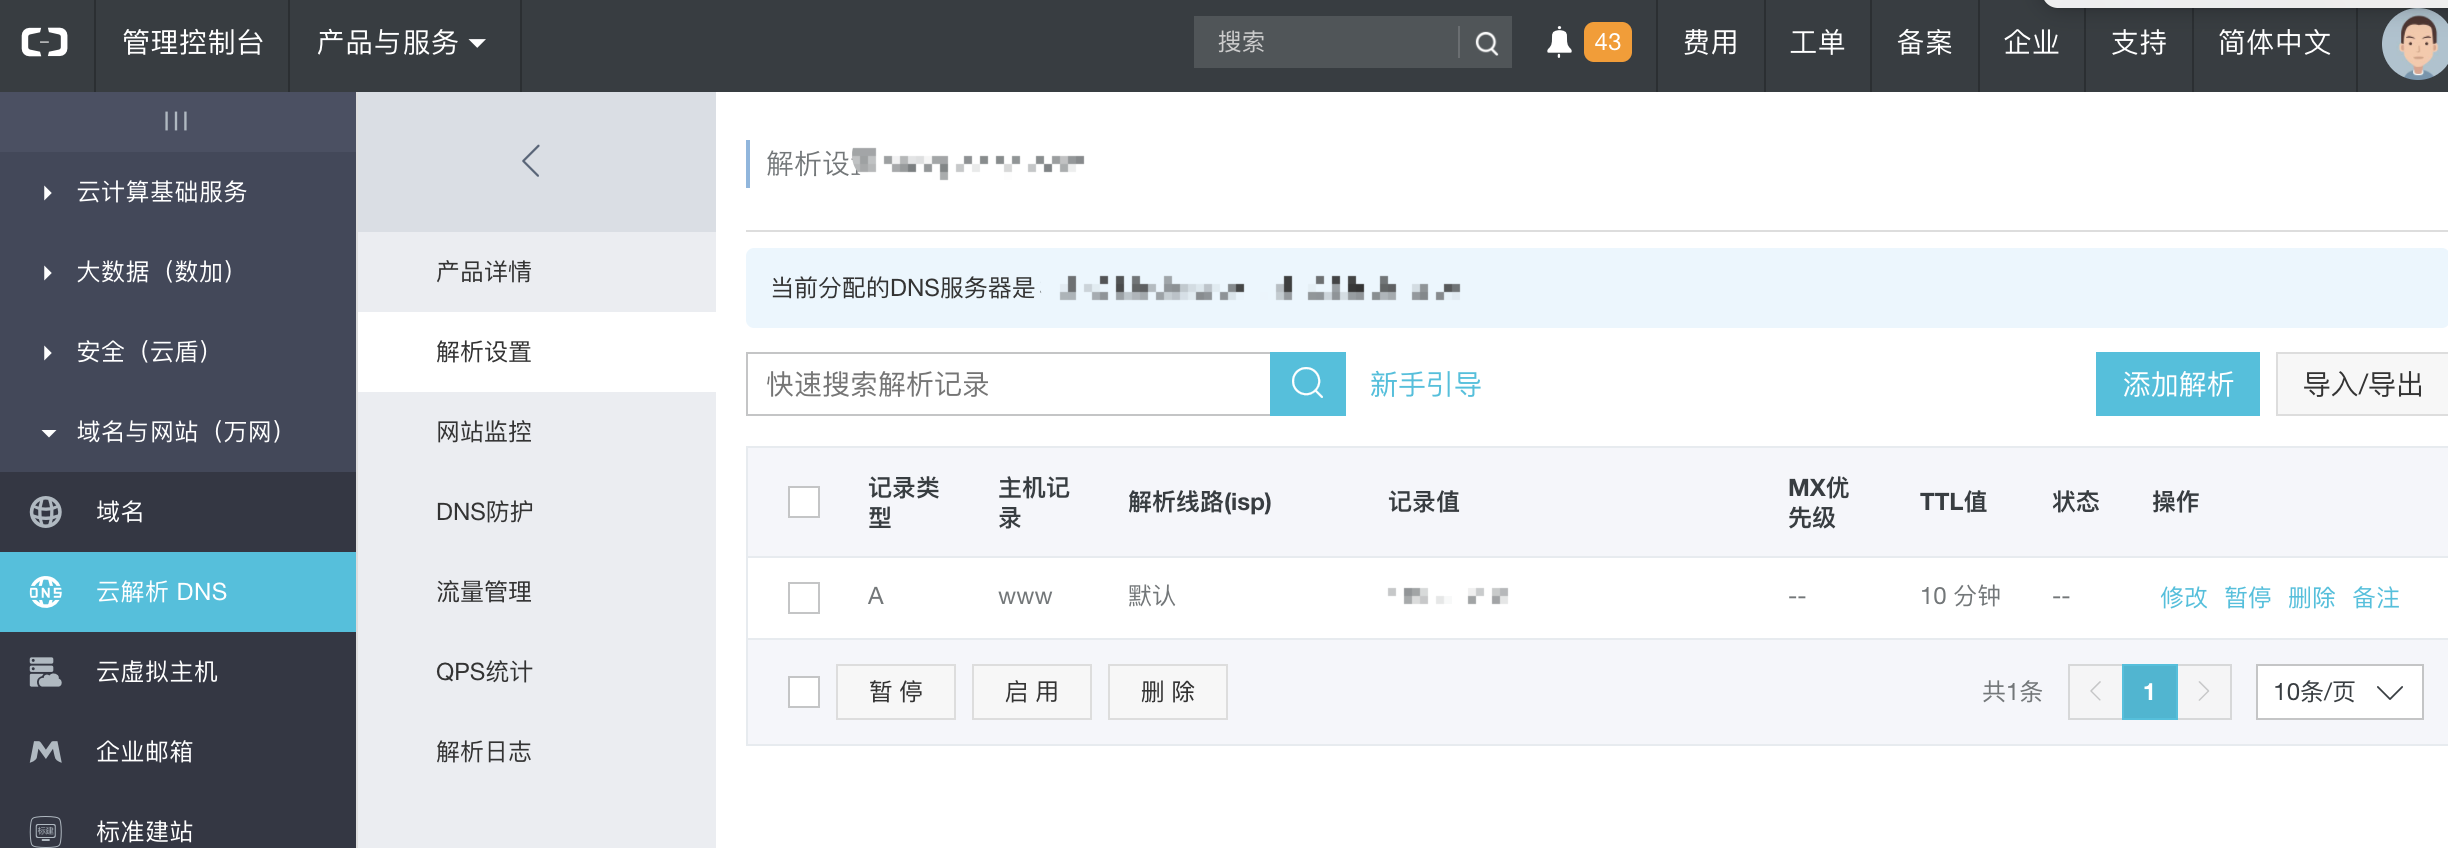 管理控制台
产品与服务
搜索
43
费用
工单
备案
企业
支持
简体中文
云计算基础服务
大数据（数加）
安全（云盾）
域名与网站（万网）
域名
云解析 DNS
云虚拟主机
企业邮箱
标准建站
产品详情
解析设置
网站监控
DNS防护
流量管理
QPS统计
解析日志
解析设
当前分配的DNS服务器是
快速搜索解析记录
新手引导
添加解析
导入/导出
记录类型
主机记录
解析线路(isp)
记录值
MX优先级
TTL值
状态
操作
A
www
默认
--
10 分钟
--
修改 暂停 删除 备注
暂停
启用
删除
共1条
1
10条/页